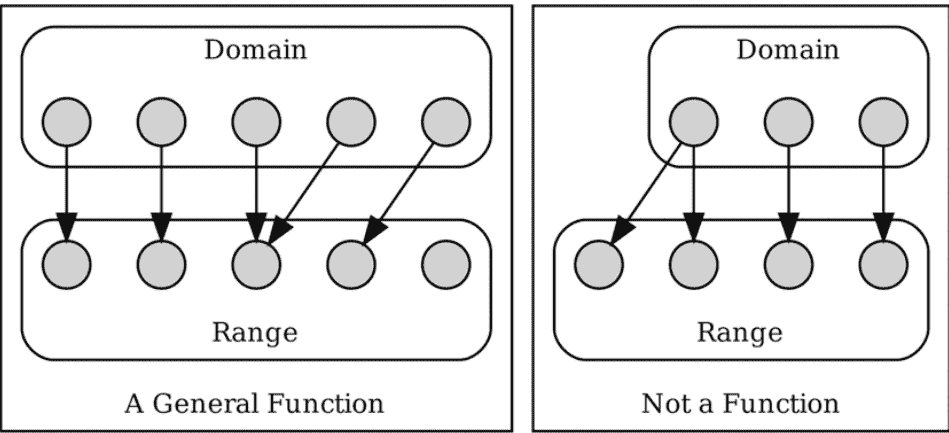 Domain
Range
A General Function
Domain
Range
Not a Function